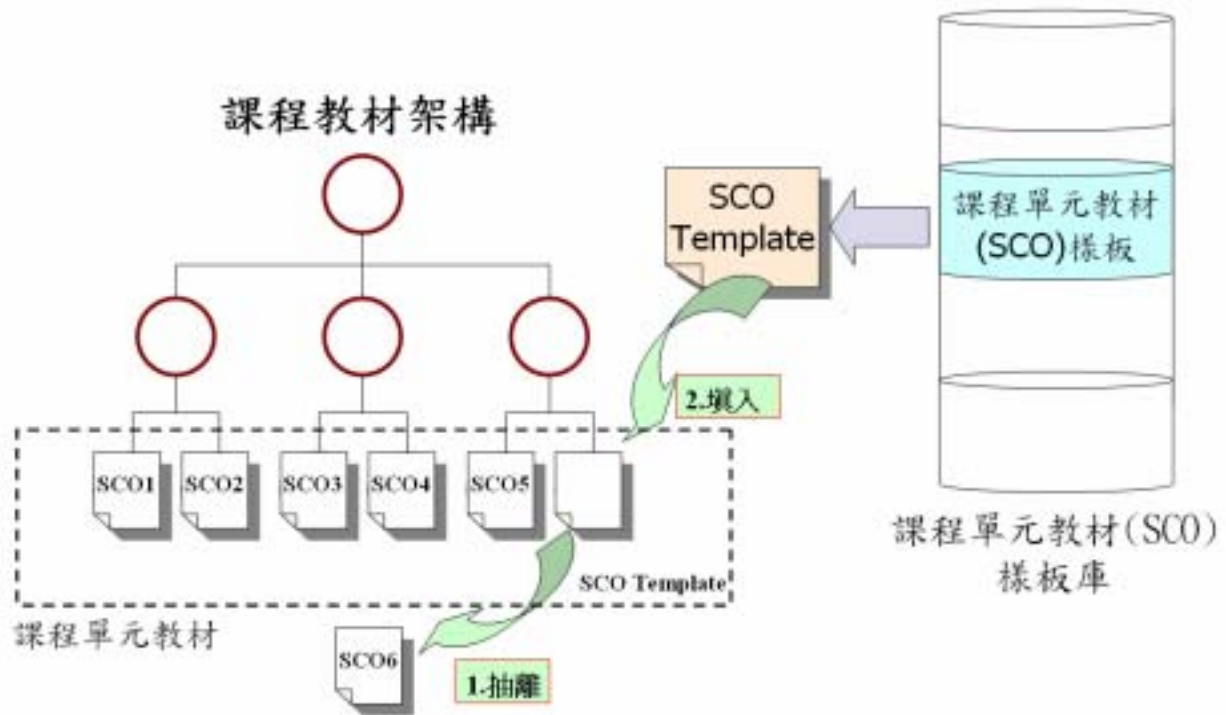 課程教材架構
SCO
Template
課程單元教材
(SCO)樣板
2.填入
SCO1
SCO2
SCO3
SCO4
SCO5
SCO Template
課程單元教材(SCO)
樣板庫
課程單元教材
SCO6
1.抽離